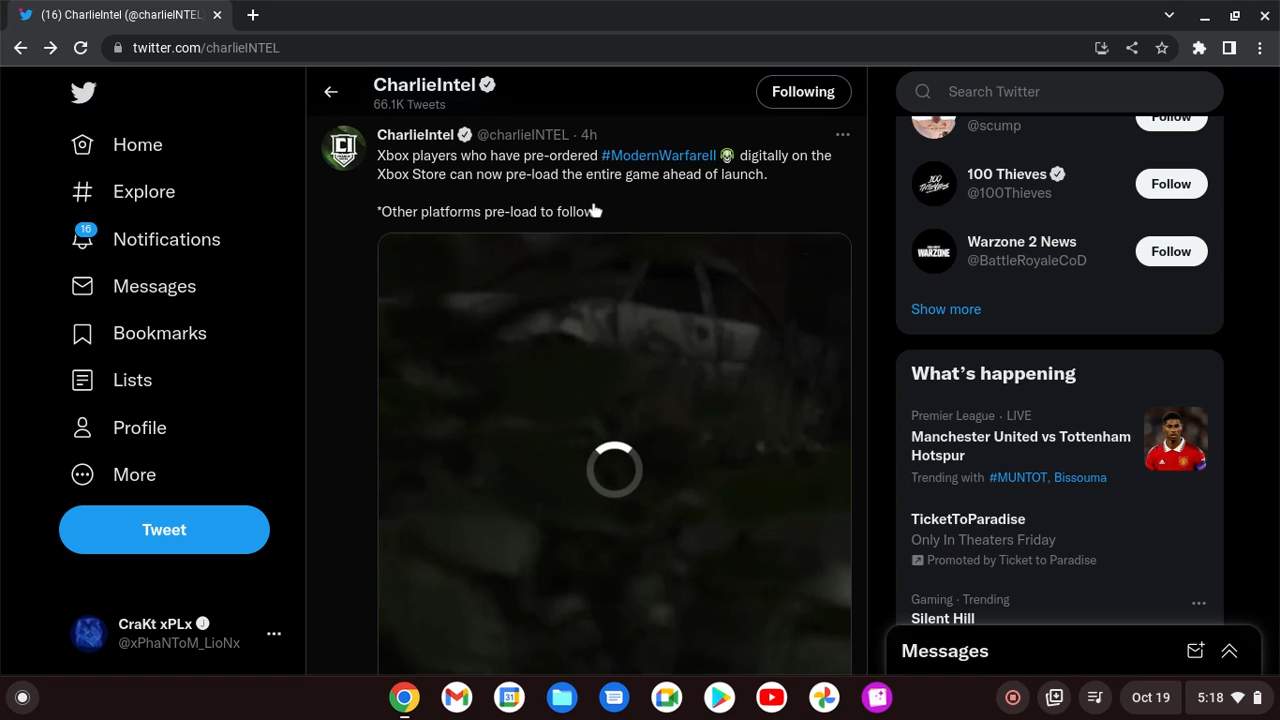 (16) CharlieIntel (@charlieINTEL)
twitter.com/charlieINTEL
Home
Explore
16
Notifications
Messages
Bookmarks
Lists
Profile
More
Tweet
CraKt xPLx
@xPhaNToM_LioNx
CharlieIntel
66.1K Tweets
Following
CharlieIntel @charlieINTEL · 4h
Xbox players who have pre-ordered #ModernWarfareII digitally on the
Xbox Store can now pre-load the entire game ahead of launch.
*Other platforms pre-load to follow
Search Twitter
@scump
Follow
100 Thieves
@100Thieves
Follow
Warzone 2 News
@BattleRoyaleCoD
Follow
Show more
What's happening
Premier League · LIVE
Manchester United vs Tottenham
Hotspur
Trending with #MUNTOT, Bissouma
TicketToParadise
Only In Theaters Friday
Promoted by Ticket to Paradise
Gaming · Trending
Silent Hill
Messages
Oct 19
5:18